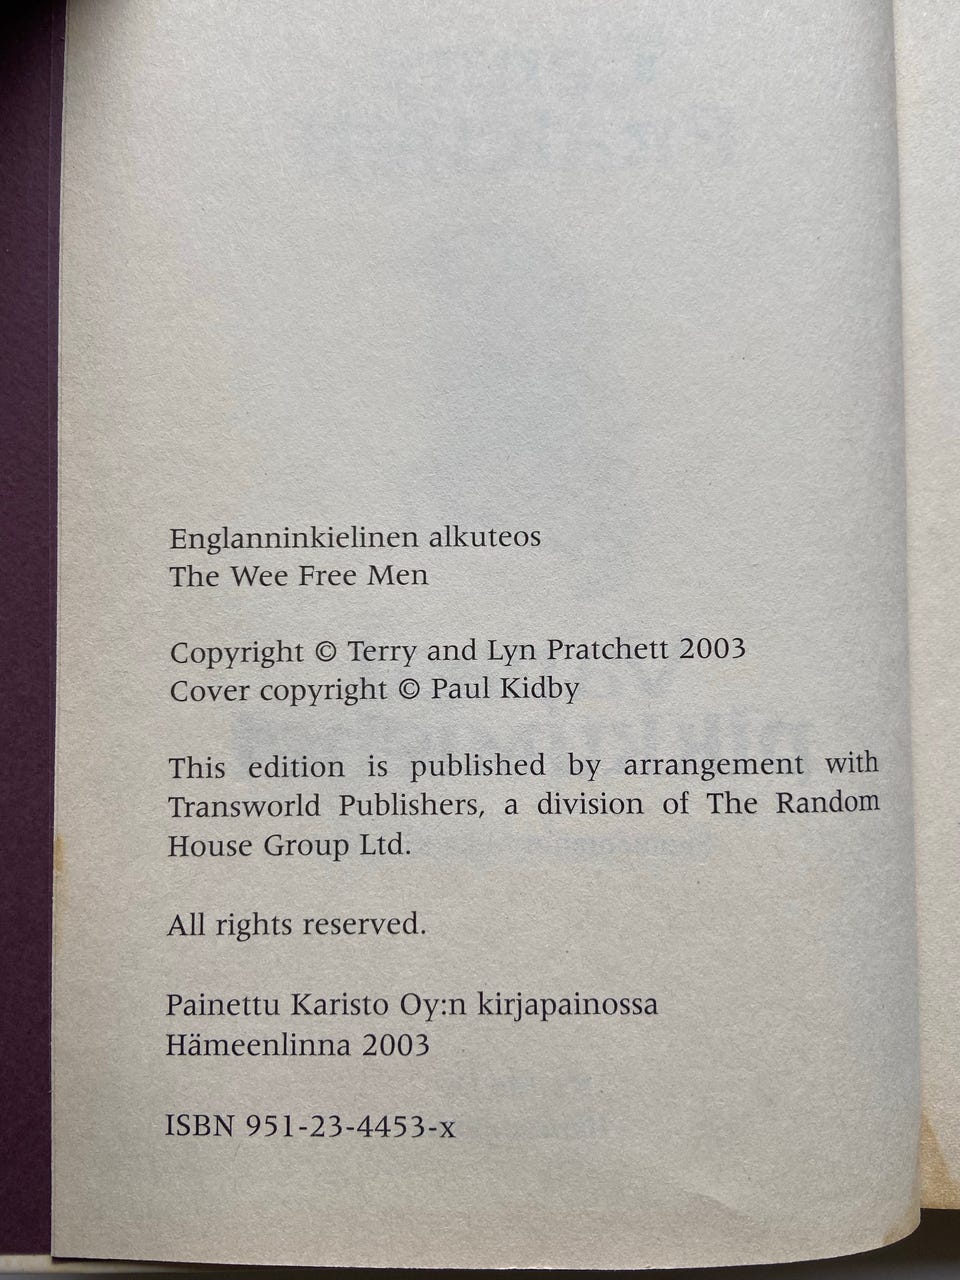 Englanninkielinen alkuteos
The Wee Free Men
Copyright © Terry and Lyn Pratchett 2003
Cover copyright © Paul Kidby
This edition is published by arrangement with
Transworld Publishers, a division of The Random
House Group Ltd.
All rights reserved.
Painettu Karisto Oy:n kirjapainossa
Hämeenlinna 2003
ISBN 951-23-4453-x